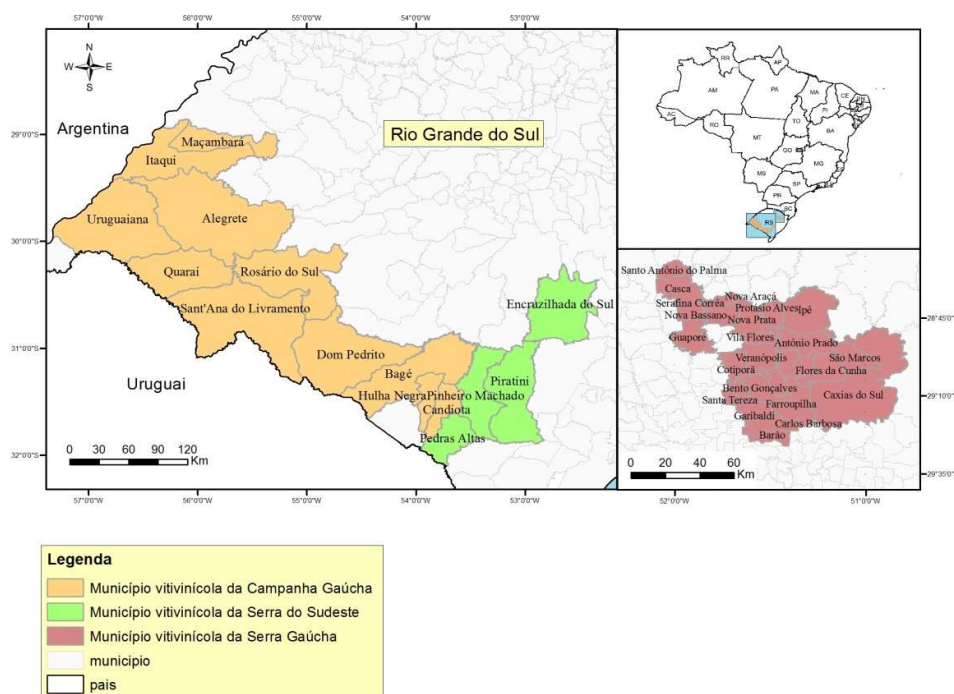 57°0'0"W
56°0'0"W
55°0'0"W
54°0'0"W
53°0'0"W
N
W E
S
Argentina
Rio Grande do Sul
29°0'0"S
Maçambará
Itaqui
Uruguaiana
Alegrete
30°0'0"S
Quarai
Rosário do Sul
Encruzilhada do Sul
Sant'Ana do Livramento
31°0'0"S
Dom Pedrito
Bagé
Piratini
Uruguai
Hulha Negra
Pinheiro Machado
Candiota
Pedras Altas
32°0'0"S
0 30 60 90 120
Km
57°0'0"W
56°0'0"W
55°0'0"W
54°0'0"W
53°0'0"W
RR
AP
AM
PA
MA
CE
RN
PI
AC
TO
RO
BA
MT
GO
MG
MS
SP
PR
SC
RS
Santo Antônio do Palma
Casca
Nova Araçá
Serafina Corrêa
Protásio Alves
Ipê
Nova Bassano
Nova Prata
28°45'0"S
Guaporé
Vila Flores
Antônio Prado
Veranópolis
São Marcos
Cotiporã
Flores da Cunha
Bento Gonçalves
Caxias do Sul
29°10'0"S
Santa Tereza
Farroupilha
Garibaldi
Carlos Barbosa
Barão
0 20 40 60
Km
29°35'0"S
52°0'0"W
51°0'0"W
Legenda
Município vitivinícola da Campanha Gaúcha
Município vitivinícola da Serra do Sudeste
Município vitivinícola da Serra Gaúcha
municipio
pais